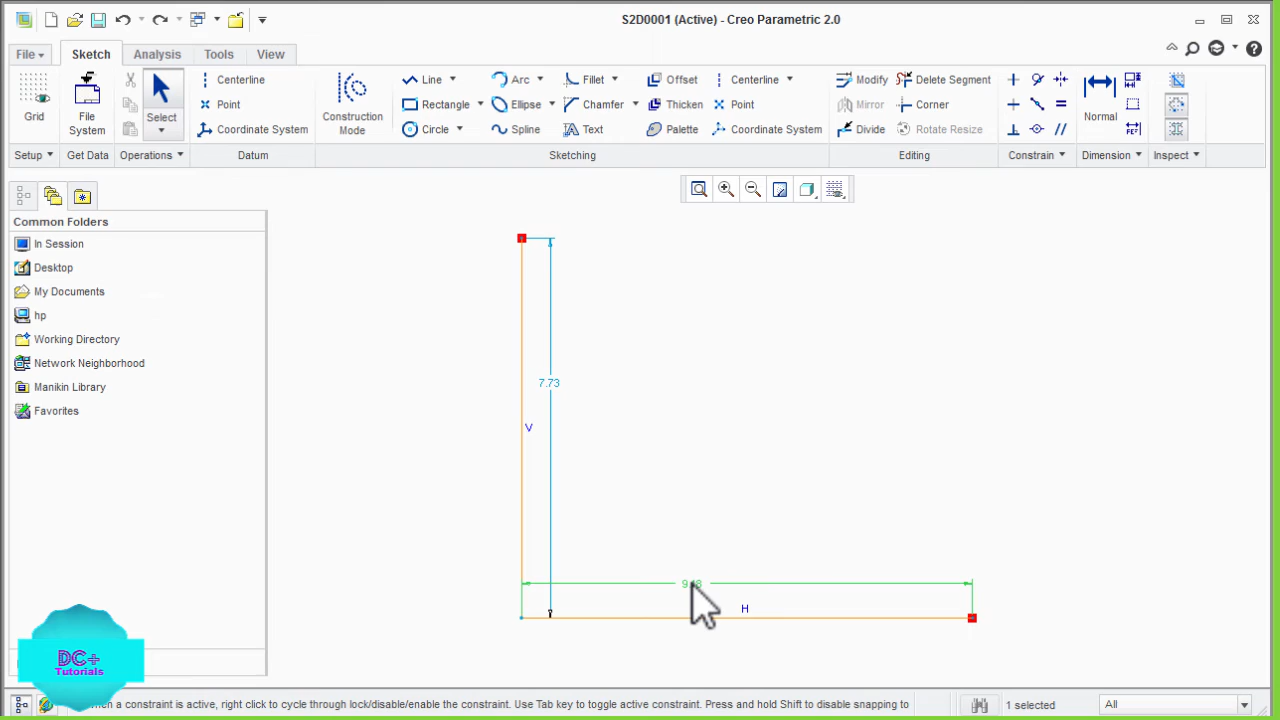 S2D0001 (Active) - Creo Parametric 2.0
File Sketch Analysis Tools View
Grid
File System
Select
Centerline
Point
Coordinate System
Construction Mode
Line Arc Fillet Offset Centerline
Rectangle Ellipse Chamfer Thicken Point
Circle Spline Text Palette Coordinate System
Modify Delete Segment
Mirror Corner
Divide Rotate Resize
Normal
Setup Get Data Operations Datum Sketching Editing Constrain Dimension Inspect
Common Folders
In Session
Desktop
My Documents
hp
Working Directory
Network Neighborhood
Manikin Library
Favorites
7.73
V
H
DC+
Tutorials
hen a constraint is active, right click to cycle through lock/disable/enable the constraint. Use Tab key to toggle active constraint. Press and hold Shift to disable snapping to
1 selected
All